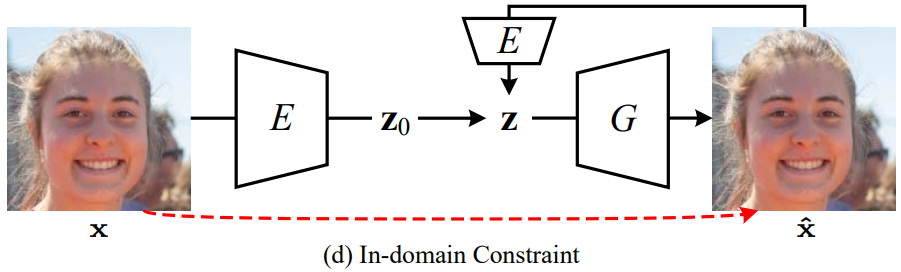 E
E
z₀
z
G
x
x̂
(d) In-domain Constraint